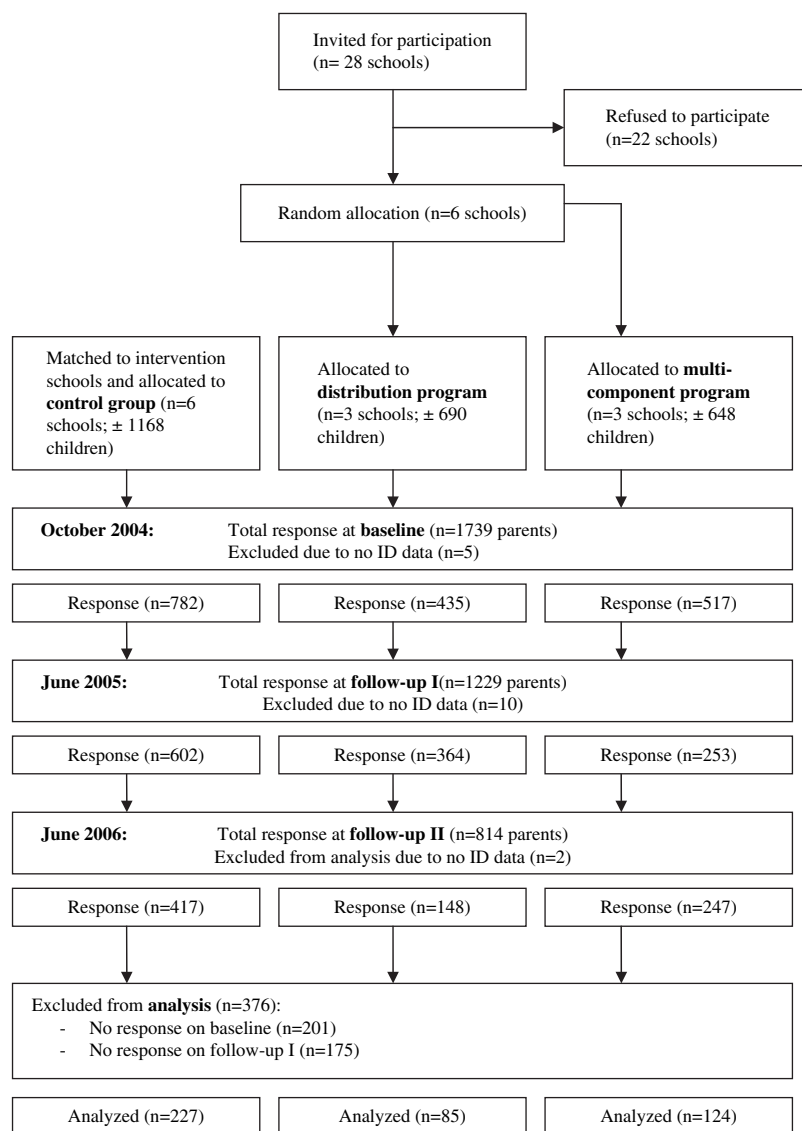 Invited for participation
(n= 28 schools)
Refused to participate
(n=22 schools)
Random allocation (n=6 schools)
Matched to intervention
schools and allocated to
control group (n=6
schools; ± 1168
children)
Allocated to
distribution program
(n=3 schools; ± 690
children)
Allocated to multi-
component program
(n=3 schools; ± 648
children)
October 2004: Total response at baseline (n=1739 parents)
Excluded due to no ID data (n=5)
Response (n=782)
Response (n=435)
Response (n=517)
June 2005: Total response at follow-up I(n=1229 parents)
Excluded due to no ID data (n=10)
Response (n=602)
Response (n=364)
Response (n=253)
June 2006: Total response at follow-up II (n=814 parents)
Excluded from analysis due to no ID data (n=2)
Response (n=417)
Response (n=148)
Response (n=247)
Excluded from analysis (n=376):
- No response on baseline (n=201)
- No response on follow-up I (n=175)
Analyzed (n=227)
Analyzed (n=85)
Analyzed (n=124)